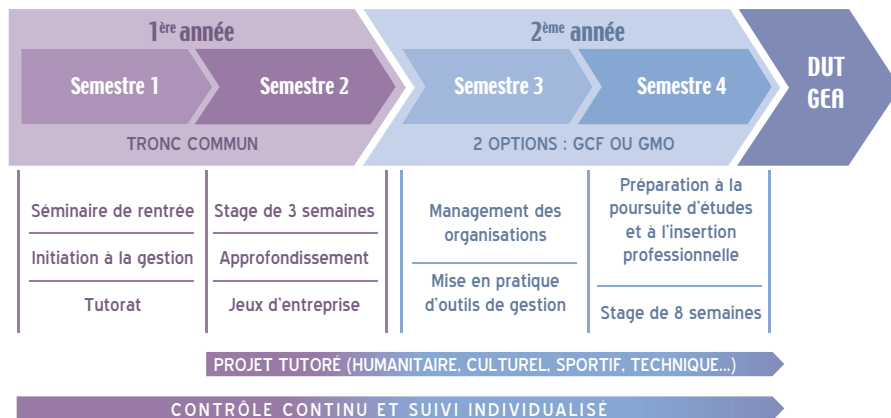 1ère année
2ème année
Semestre 1
Semestre 2
Semestre 3
Semestre 4
DUT
GEA
TRONC COMMUN
2 OPTIONS : GCF OU GMO
Séminaire de rentrée
Initiation à la gestion
Tutorat
Stage de 3 semaines
Approfondissement
Jeux d'entreprise
Management des
organisations
Mise en pratique
d'outils de gestion
Préparation à la
poursuite d'études
et à l'insertion
professionnelle
Stage de 8 semaines
PROJET TUTORÉ (HUMANITAIRE, CULTUREL, SPORTIF, TECHNIQUE...)
CONTRÔLE CONTINU ET SUIVI INDIVIDUALISÉ